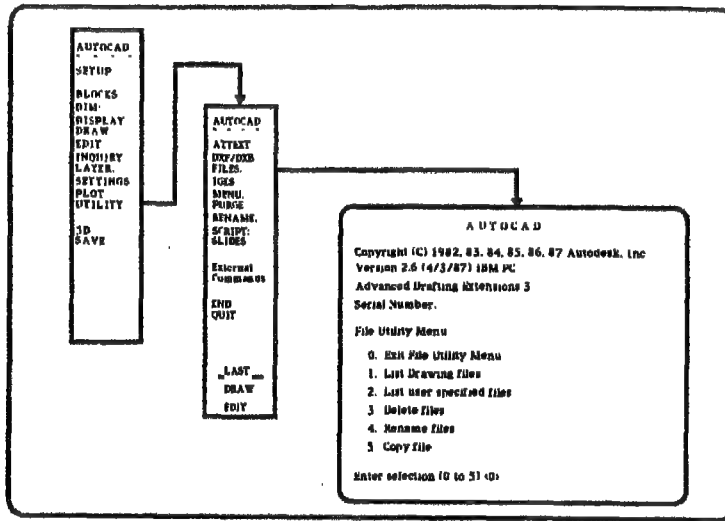 AUTOCAD
* * * *
SETUP
BLOCKS
DIM:
DISPLAY
DRAW
EDIT
INQUIRY
LAYER.
SETTINGS
PLOT
UTILITY
3D
SAVE
AUTOCAD
* * * *
ATTEXT
DXF/DXB
FILES.
IGES
MENU.
PURGE
RENAME.
SCRIPT:
SLIDES
External
Commands
END
QUIT
__LAST__
DRAW
EDIT
AUTOCAD
Copyright (C) 1982, 83, 84, 85, 86, 87 Autodesk, Inc
Version 2.6 (4/3/87) IBM PC
Advanced Drafting Extensions 3
Serial Number.
File Utility Menu
0. Exit File Utility Menu
1. List Drawing files
2. List user specified files
3 Delete files
4. Rename files
5 Copy file
Enter selection (0 to 5) <0>